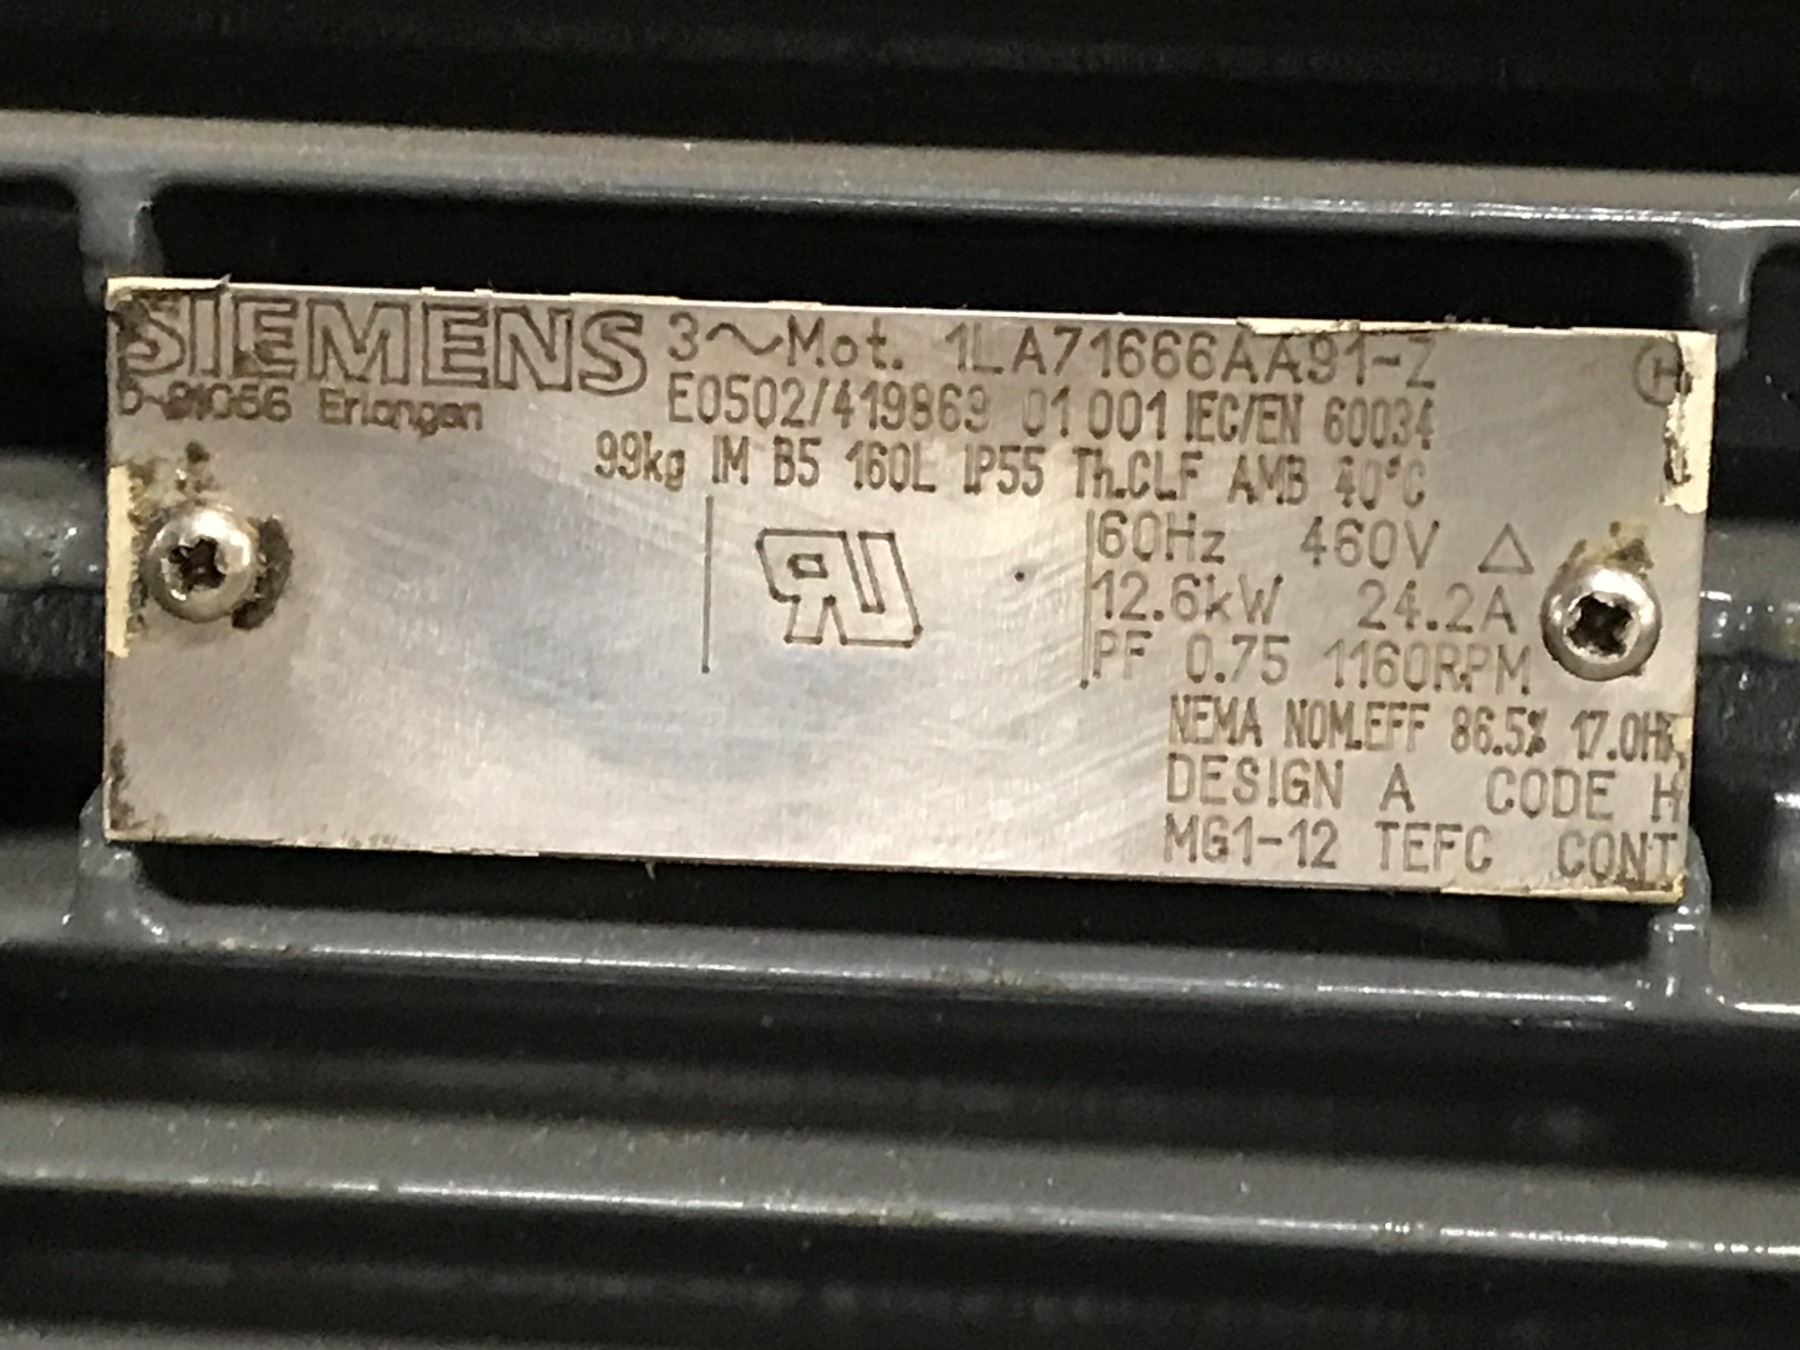 SIEMENS 3~Mot. 1LA71666AA91-Z H
D-91056 Erlangen E0502/419869 01 001 IEC/EN 60034
99kg IM B5 160L IP55 Th.CLF AMB 40°C
60Hz 460V △
RU 12.6kW 24.2A
PF 0.75 1160RPM
NEMA NOM.EFF 86.5% 17.0HP
DESIGN A CODE H
MG1-12 TEFC CONT